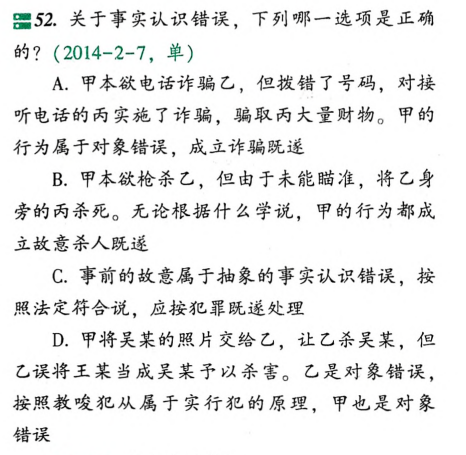 52. 关于事实认识错误，下列哪一选项是正确
的？（2014-2-7，单）
A. 甲本欲电话诈骗乙，但拨错了号码，对接
听电话的丙实施了诈骗，骗取丙大量财物。甲的
行为属于对象错误，成立诈骗既遂
B. 甲本欲枪杀乙，但由于未能瞄准，将乙身
旁的丙杀死。无论根据什么学说，甲的行为都成
立故意杀人既遂
C. 事前的故意属于抽象的事实认识错误，按
照法定符合说，应按犯罪既遂处理
D. 甲将吴某的照片交给乙，让乙杀吴某，但
乙误将王某当成吴某予以杀害。乙是对象错误，
按照教唆犯从属于实行犯的原理，甲也是对象
错误